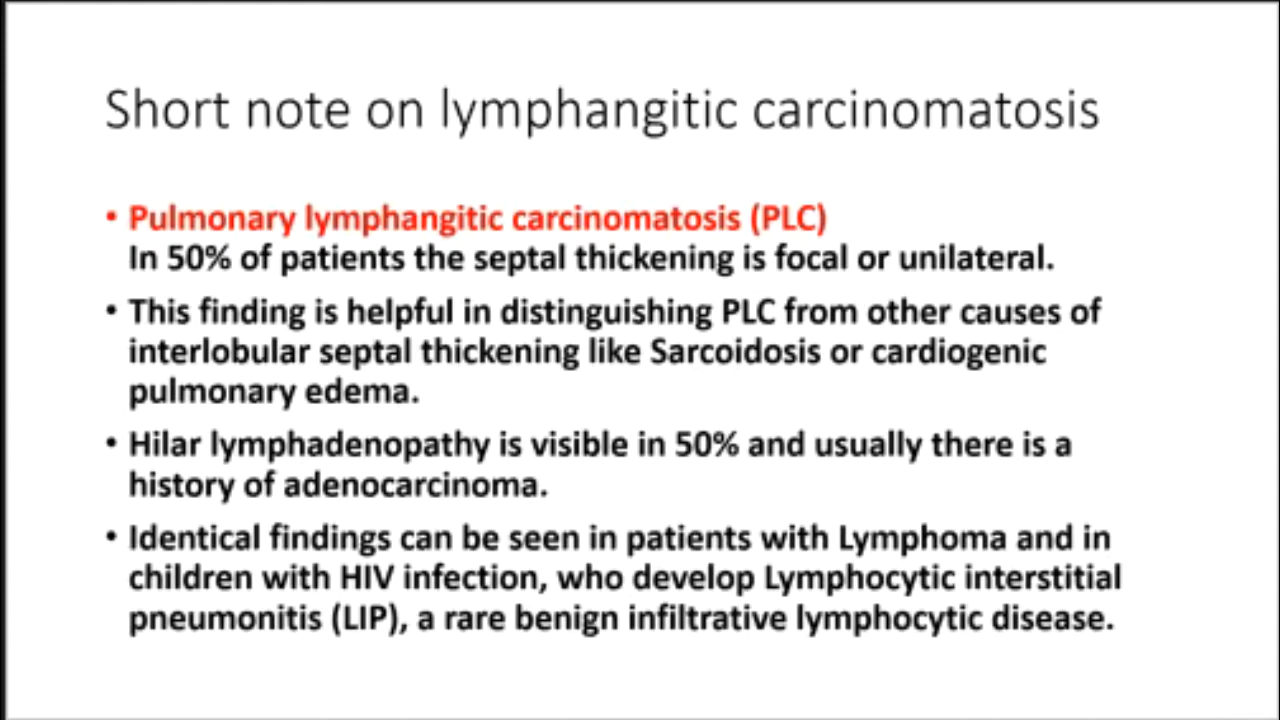 Short note on lymphangitic carcinomatosis
• Pulmonary lymphangitic carcinomatosis (PLC)
In 50% of patients the septal thickening is focal or unilateral.
• This finding is helpful in distinguishing PLC from other causes of
interlobular septal thickening like Sarcoidosis or cardiogenic
pulmonary edema.
• Hilar lymphadenopathy is visible in 50% and usually there is a
history of adenocarcinoma.
• Identical findings can be seen in patients with Lymphoma and in
children with HIV infection, who develop Lymphocytic interstitial
pneumonitis (LIP), a rare benign infiltrative lymphocytic disease.